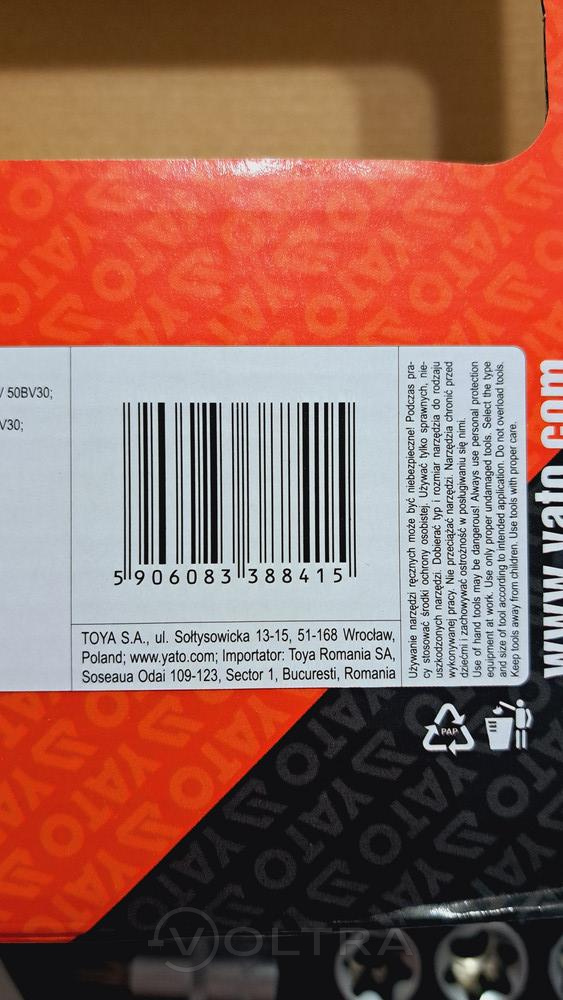 / 50BV30;
V30;
5 906083 388415
TOYA S.A., ul. Sołtysowicka 13-15, 51-168 Wrocław,
Poland; www.yato.com; Importator: Toya Romania SA,
Soseaua Odai 109-123, Sector 1, Bucuresti, Romania
Używanie narzędzi ręcznych może być niebezpieczne! Podczas pra-
cy stosować środki ochrony osobistej. Używać tylko sprawnych, nie-
uszkodzonych narzędzi. Dobierać typ i rozmiar narzędzia do rodzaju
wykonywanej pracy. Nie przeciążać narzędzi. Narzędzia chronić przed
dziećmi i zachowywać ostrożność w posługiwaniu się nimi.
Use of hand tools may be dangerous! Always use personal protection
equipment at work. Use only proper undamaged tools. Select the type
and size of tool according to intended application. Do not overload tools.
Keep tools away from children. Use tools with proper care.
www.yato.com
PAP
YATO
VOLTRA